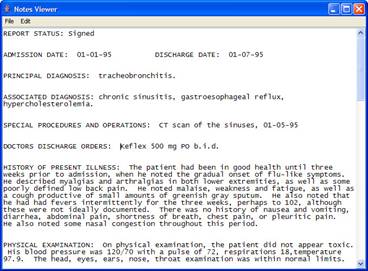 Notes Viewer
File Edit
REPORT STATUS: Signed
ADMISSION DATE: 01-01-95 DISCHARGE DATE: 01-07-95
PRINCIPAL DIAGNOSIS: tracheobronchitis.
ASSOCIATED DIAGNOSIS: chronic sinusitis, gastroesophageal reflux,
hypercholesterolemia.
SPECIAL PROCEDURES AND OPERATIONS: CT scan of the sinuses, 01-05-95
DOCTORS DISCHARGE ORDERS: Keflex 500 mg PO b.i.d.
HISTORY OF PRESENT ILLNESS: The patient had been in good health until three
weeks prior to admission, when he noted the gradual onset of flu-like symptoms.
He described myalgias and arthralgias in both lower extremities, as well as some
poorly defined low back pain. He noted malaise, weakness and fatigue, as well as
a cough productive of small amounts of greenish gray sputum. He also noted that
he had had fevers intermittently for the three weeks, perhaps to 102, although
these were not ideally documented. There was no history of nausea and vomiting,
diarrhea, abdominal pain, shortness of breath, chest pain, or pleuritic pain.
He also noted some nasal congestion throughout this period.
PHYSICAL EXAMINATION: On physical examination, the patient did not appear toxic.
His blood pressure was 120/70 with a pulse of 72, respirations 18,temperature
97.9. The head, eyes, ears, nose, throat examination was within normal limits.